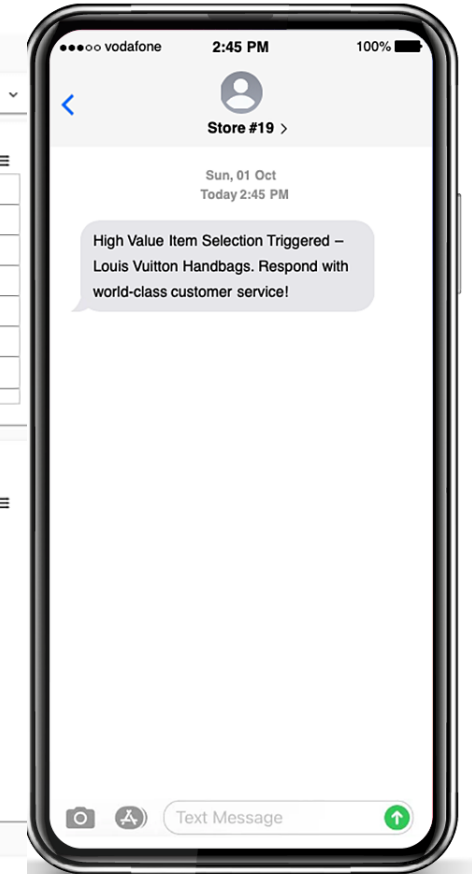 ●●●○○ vodafone 2:45 PM 100%
Store #19 >
Sun, 01 Oct
Today 2:45 PM
High Value Item Selection Triggered –
Louis Vuitton Handbags. Respond with
world-class customer service!
Text Message